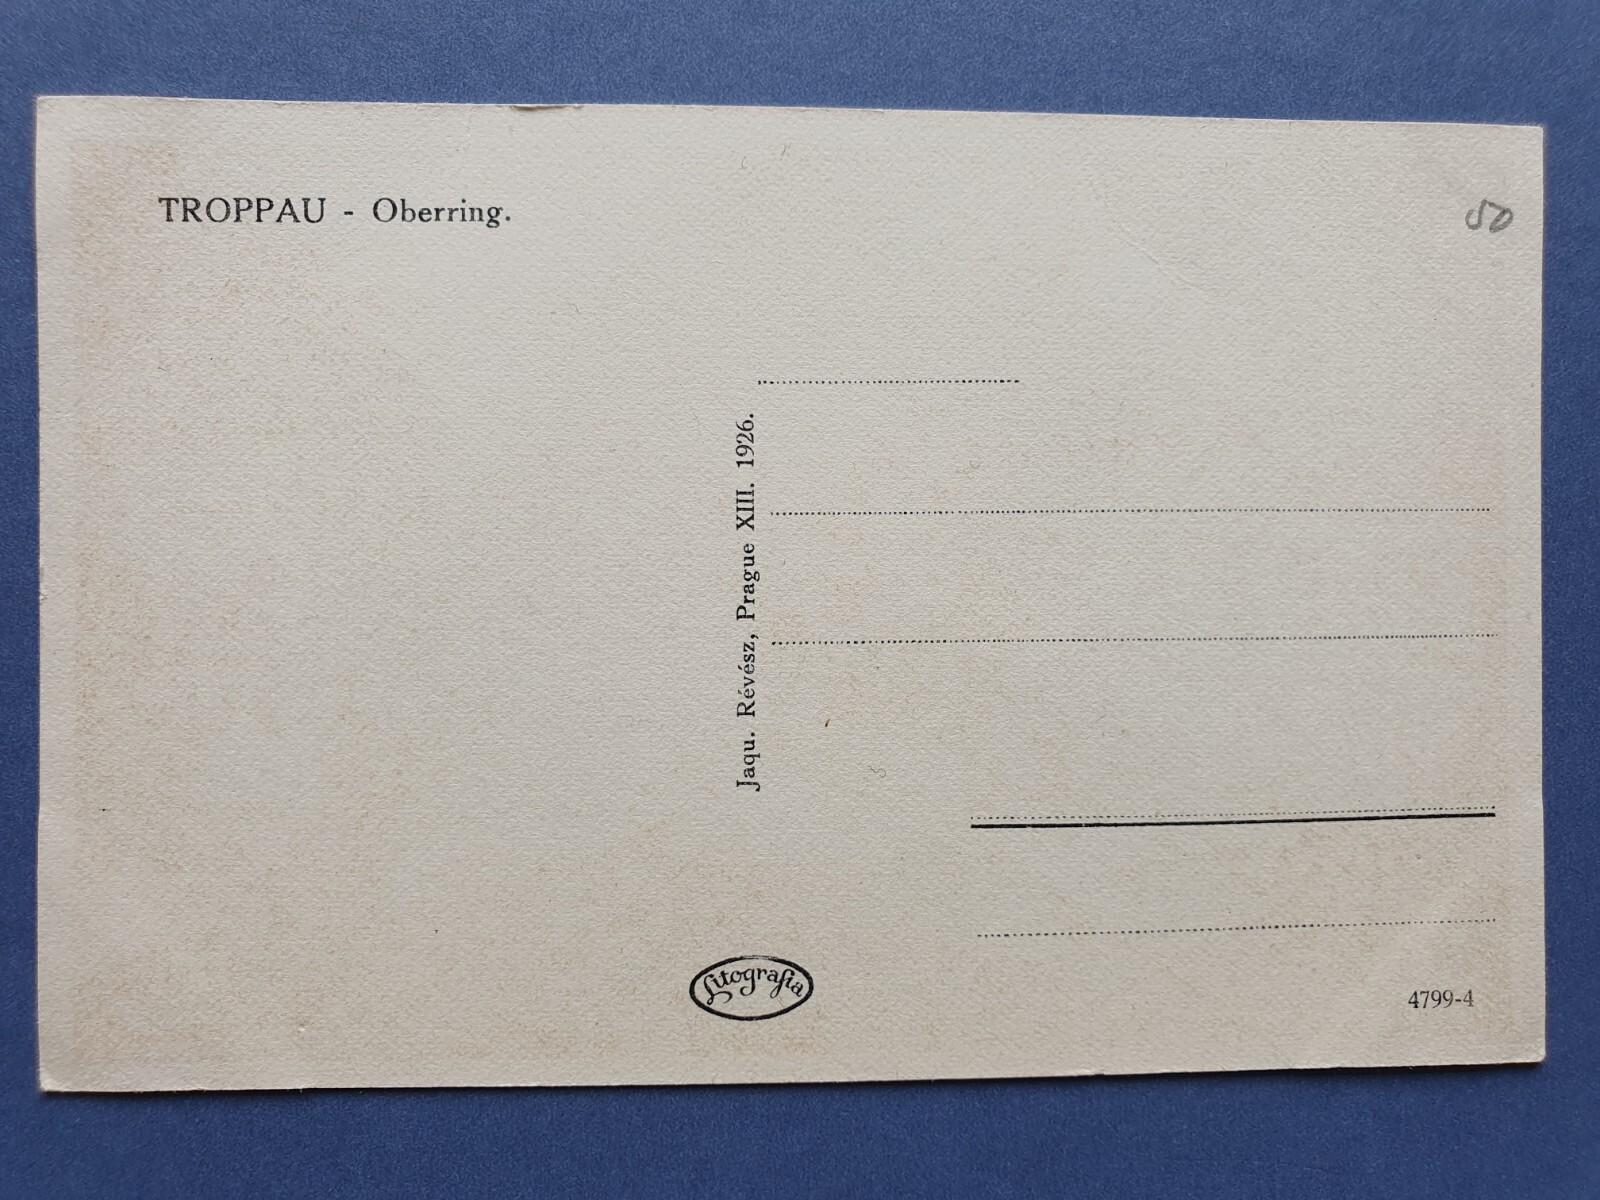 TROPPAU - Oberring.
50
Jaqu. Révész, Prague XIII. 1926.
Litografia
4799-4